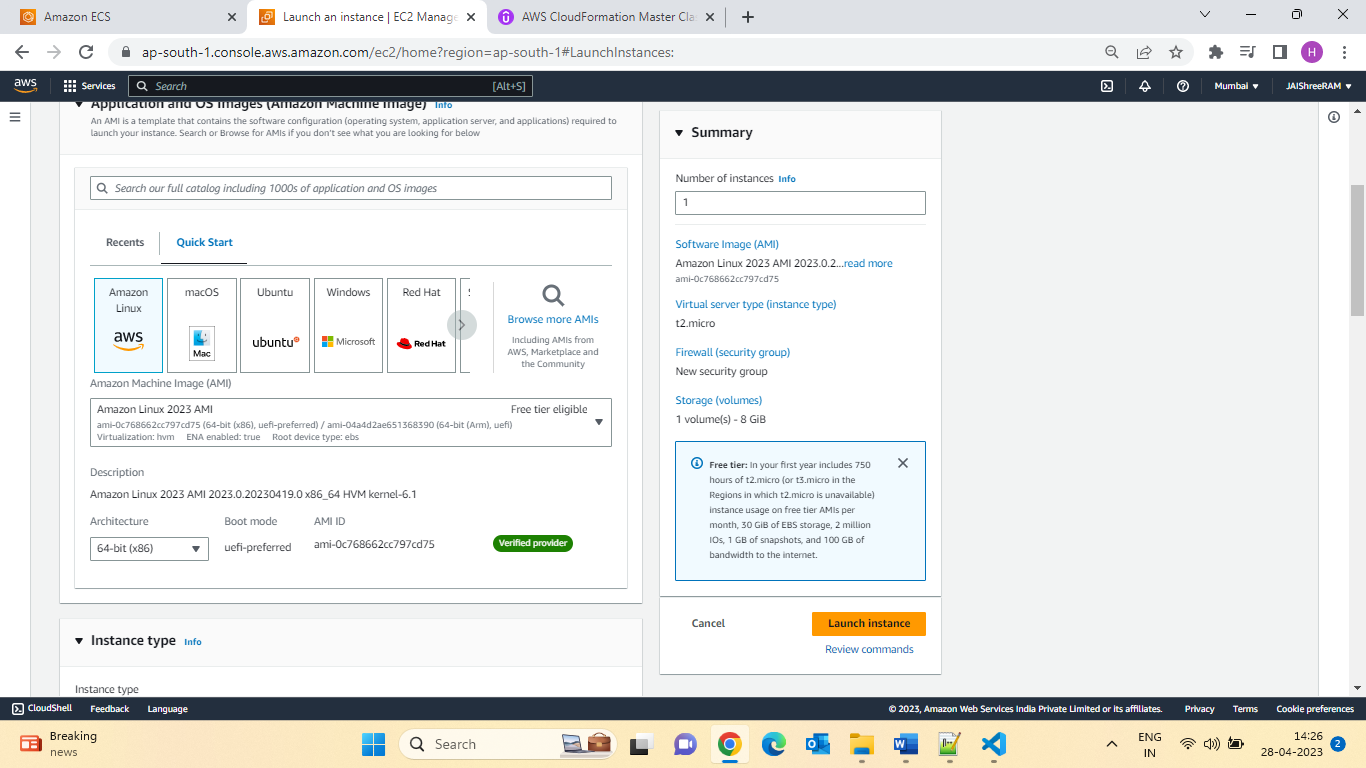 Amazon ECS
Launch an instance | EC2 Manage
AWS CloudFormation Master Cla
ap-south-1.console.aws.amazon.com/ec2/home?region=ap-south-1#LaunchInstances:
H
aws
Services
Search
[Alt+S]
Mumbai
JAIShreeRAM
Application and OS Images (Amazon Machine Image) Info
An AMI is a template that contains the software configuration (operating system, application server, and applications) required to
launch your instance. Search or Browse for AMIs if you don't see what you are looking for below
Search our full catalog including 1000s of application and OS images
Recents
Quick Start
Amazon
Linux
aws
macOS
Mac
Ubuntu
ubuntu
Windows
Microsoft
Red Hat
Red Hat
Browse more AMIs
Including AMIs from
AWS, Marketplace and
the Community
Amazon Machine Image (AMI)
Amazon Linux 2023 AMI
Free tier eligible
ami-0c768662cc797cd75 (64-bit (x86), uefi-preferred) / ami-04a4d2ae651368390 (64-bit (Arm), uefi)
Virtualization: hvm ENA enabled: true Root device type: ebs
Description
Amazon Linux 2023 AMI 2023.0.20230419.0 x86_64 HVM kernel-6.1
Architecture
Boot mode
AMI ID
64-bit (x86)
uefi-preferred
ami-0c768662cc797cd75
Verified provider
Instance type Info
Instance type
Summary
Number of instances Info
1
Software Image (AMI)
Amazon Linux 2023 AMI 2023.0.2...read more
ami-0c768662cc797cd75
Virtual server type (instance type)
t2.micro
Firewall (security group)
New security group
Storage (volumes)
1 volume(s) - 8 GiB
Free tier: In your first year includes 750
hours of t2.micro (or t3.micro in the
Regions in which t2.micro is unavailable)
instance usage on free tier AMIs per
month, 30 GiB of EBS storage, 2 million
IOs, 1 GB of snapshots, and 100 GB of
bandwidth to the internet.
Cancel
Launch instance
Review commands
CloudShell
Feedback
Language
© 2023, Amazon Web Services India Private Limited or its affiliates.
Privacy
Terms
Cookie preferences
Breaking
news
Search
ENG
IN
14:26
28-04-2023
2